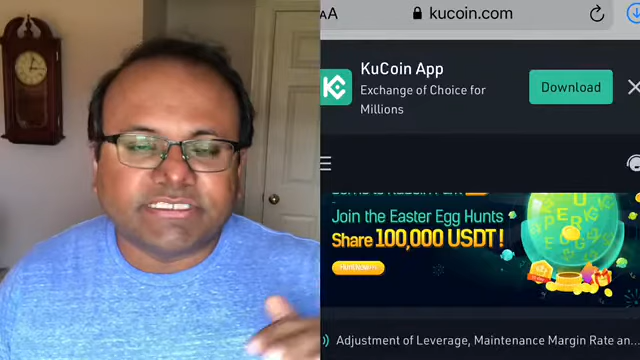 AA
kucoin.com
KuCoin App
Exchange of Choice for
Millions
Download
Join the Easter Egg Hunts
Share 100,000 USDT!
Adjustment of Leverage, Maintenance Margin Rate an...